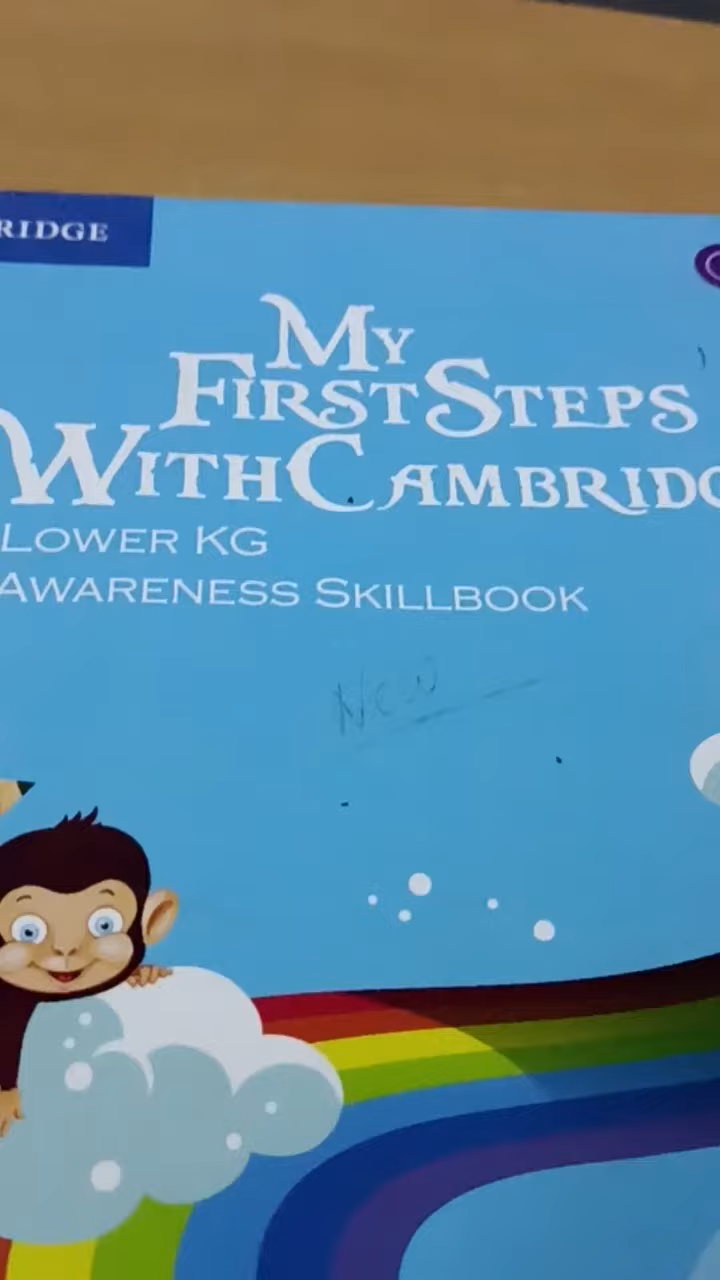 RIDGE
My
First Steps
With Cambridg
Lower KG
Awareness Skillbook
New